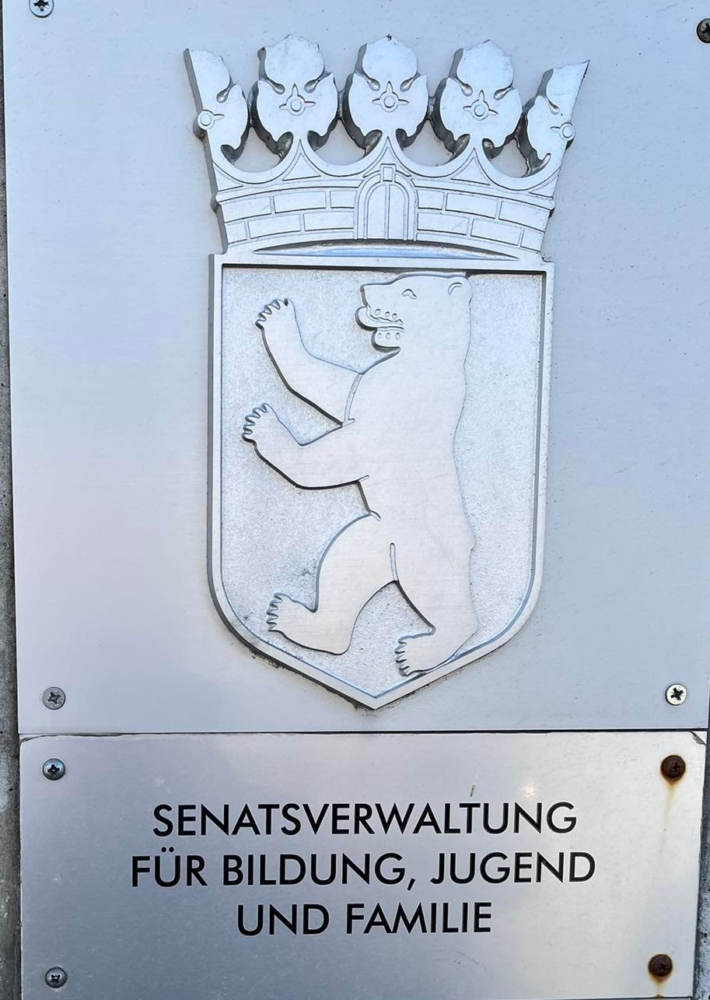 SENATSVERWALTUNG
FÜR BILDUNG, JUGEND
UND FAMILIE